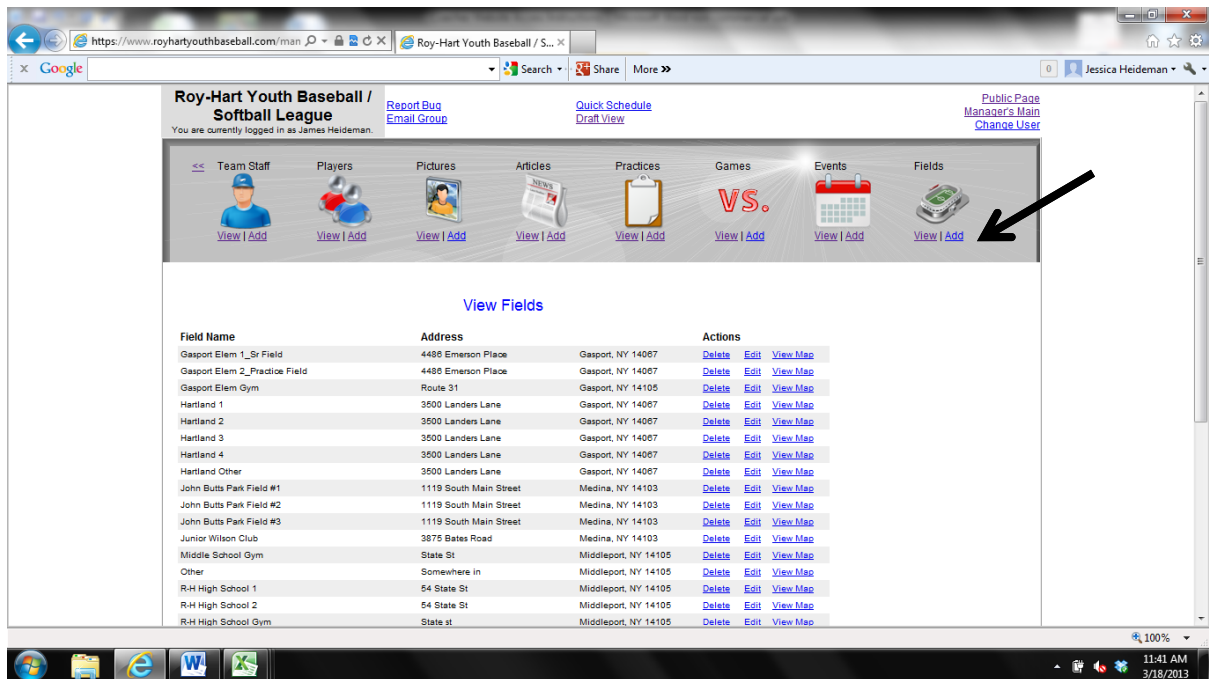 https://www.royhartyouthbaseball.com/man
Roy-Hart Youth Baseball / S...
x Google Search Share More » 0 Jessica Heideman
Roy-Hart Youth Baseball / Softball League
You are currently logged in as James Heideman.
Report Bug
Email Group
Quick Schedule
Draft View
Public Page
Manager's Main
Change User
<< Team Staff Players Pictures Articles Practices Games Events Fields
NEWS
VS.
View | Add View | Add View | Add View | Add View | Add View | Add View | Add View | Add
View Fields
Field Name Address Actions
Gasport Elem 1_Sr Field 4486 Emerson Place Gasport, NY 14067 Delete Edit View Map
Gasport Elem 2_Practice Field 4486 Emerson Place Gasport, NY 14067 Delete Edit View Map
Gasport Elem Gym Route 31 Gasport, NY 14105 Delete Edit View Map
Hartland 1 3500 Landers Lane Gasport, NY 14067 Delete Edit View Map
Hartland 2 3500 Landers Lane Gasport, NY 14067 Delete Edit View Map
Hartland 3 3500 Landers Lane Gasport, NY 14067 Delete Edit View Map
Hartland 4 3500 Landers Lane Gasport, NY 14067 Delete Edit View Map
Hartland Other 3500 Landers Lane Gasport, NY 14067 Delete Edit View Map
John Butts Park Field #1 1119 South Main Street Medina, NY 14103 Delete Edit View Map
John Butts Park Field #2 1119 South Main Street Medina, NY 14103 Delete Edit View Map
John Butts Park Field #3 1119 South Main Street Medina, NY 14103 Delete Edit View Map
Junior Wilson Club 3875 Bates Road Medina, NY 14103 Delete Edit View Map
Middle School Gym State St Middleport, NY 14105 Delete Edit View Map
Other Somewhere in Middleport, NY 14105 Delete Edit View Map
R-H High School 1 54 State St Middleport, NY 14105 Delete Edit View Map
R-H High School 2 54 State St Middleport, NY 14105 Delete Edit View Map
R-H High School Gym State st Middleport, NY 14105 Delete Edit View Map
100%
11:41 AM
3/18/2013